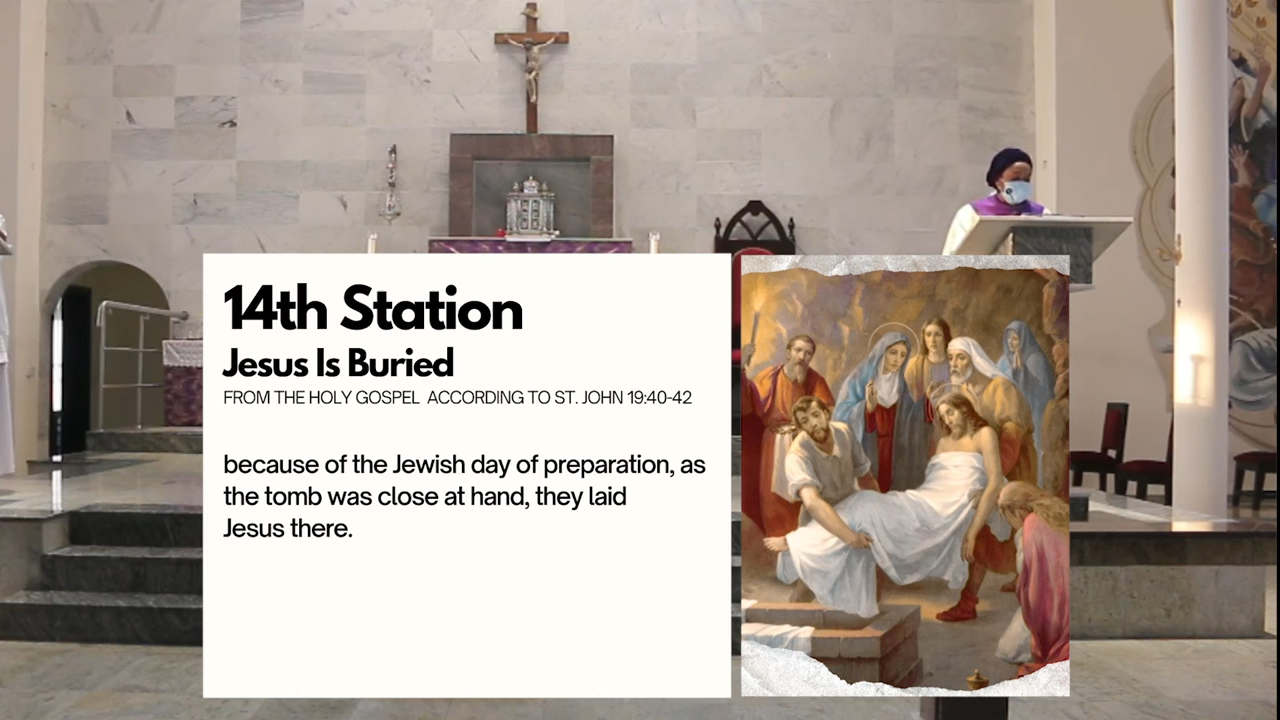 14th Station
Jesus Is Buried
FROM THE HOLY GOSPEL ACCORDING TO ST. JOHN 19:40-42
because of the Jewish day of preparation, as
the tomb was close at hand, they laid
Jesus there.